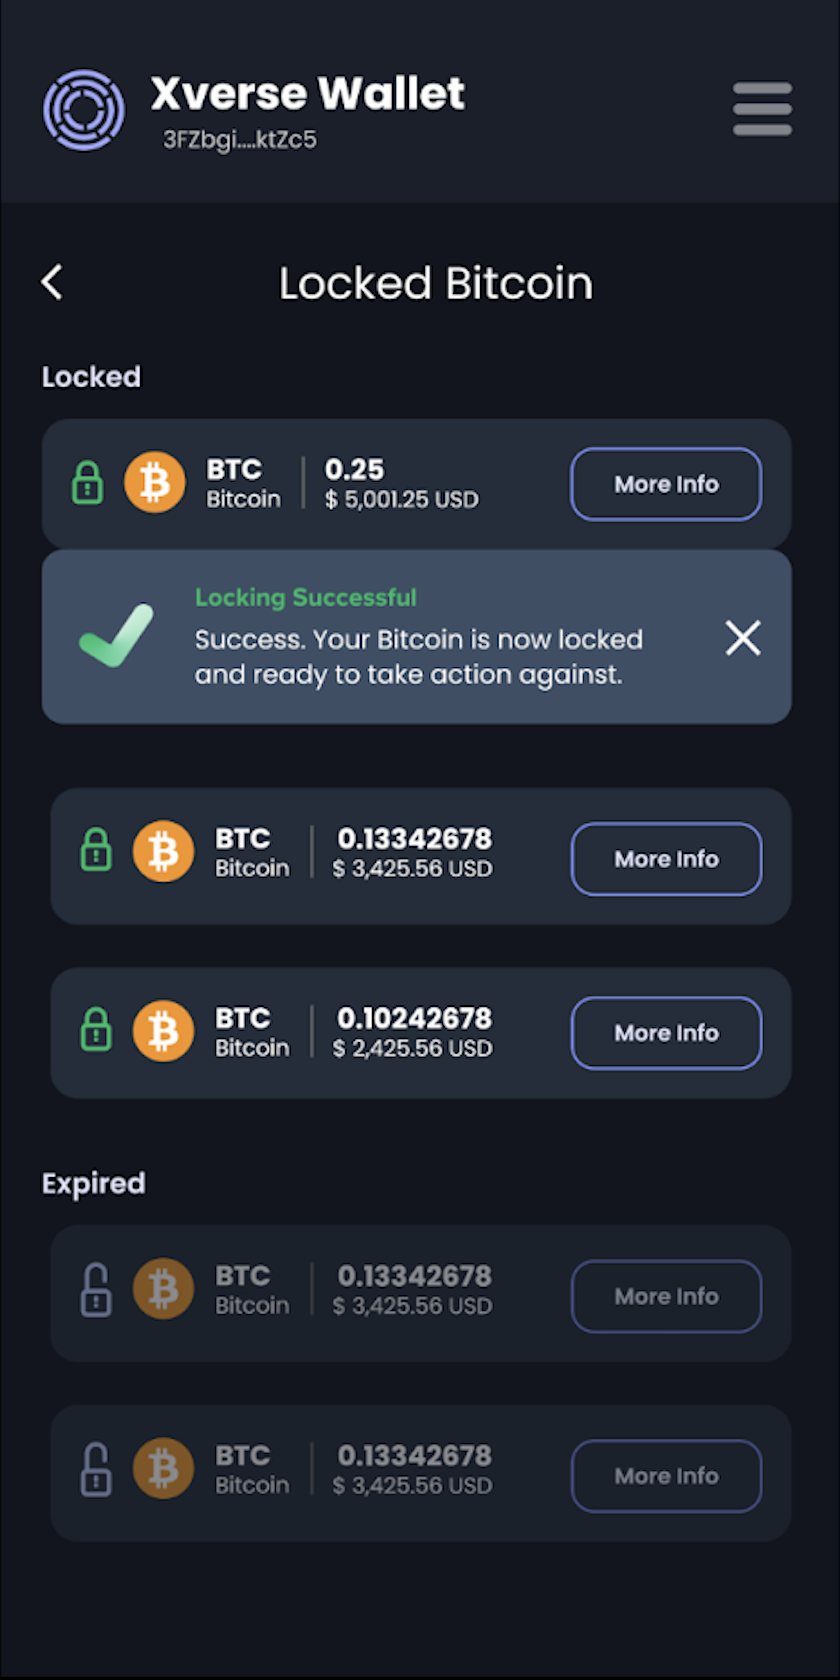 Xverse Wallet
3FZbgi....ktZc5
Locked Bitcoin
Locked
BTC
Bitcoin
0.25
$ 5,001.25 USD
More Info
Locking Successful
Success. Your Bitcoin is now locked
and ready to take action against.
BTC
Bitcoin
0.13342678
$ 3,425.56 USD
More Info
BTC
Bitcoin
0.10242678
$ 2,425.56 USD
More Info
Expired
BTC
Bitcoin
0.13342678
$ 3,425.56 USD
More Info
BTC
Bitcoin
0.13342678
$ 3,425.56 USD
More Info